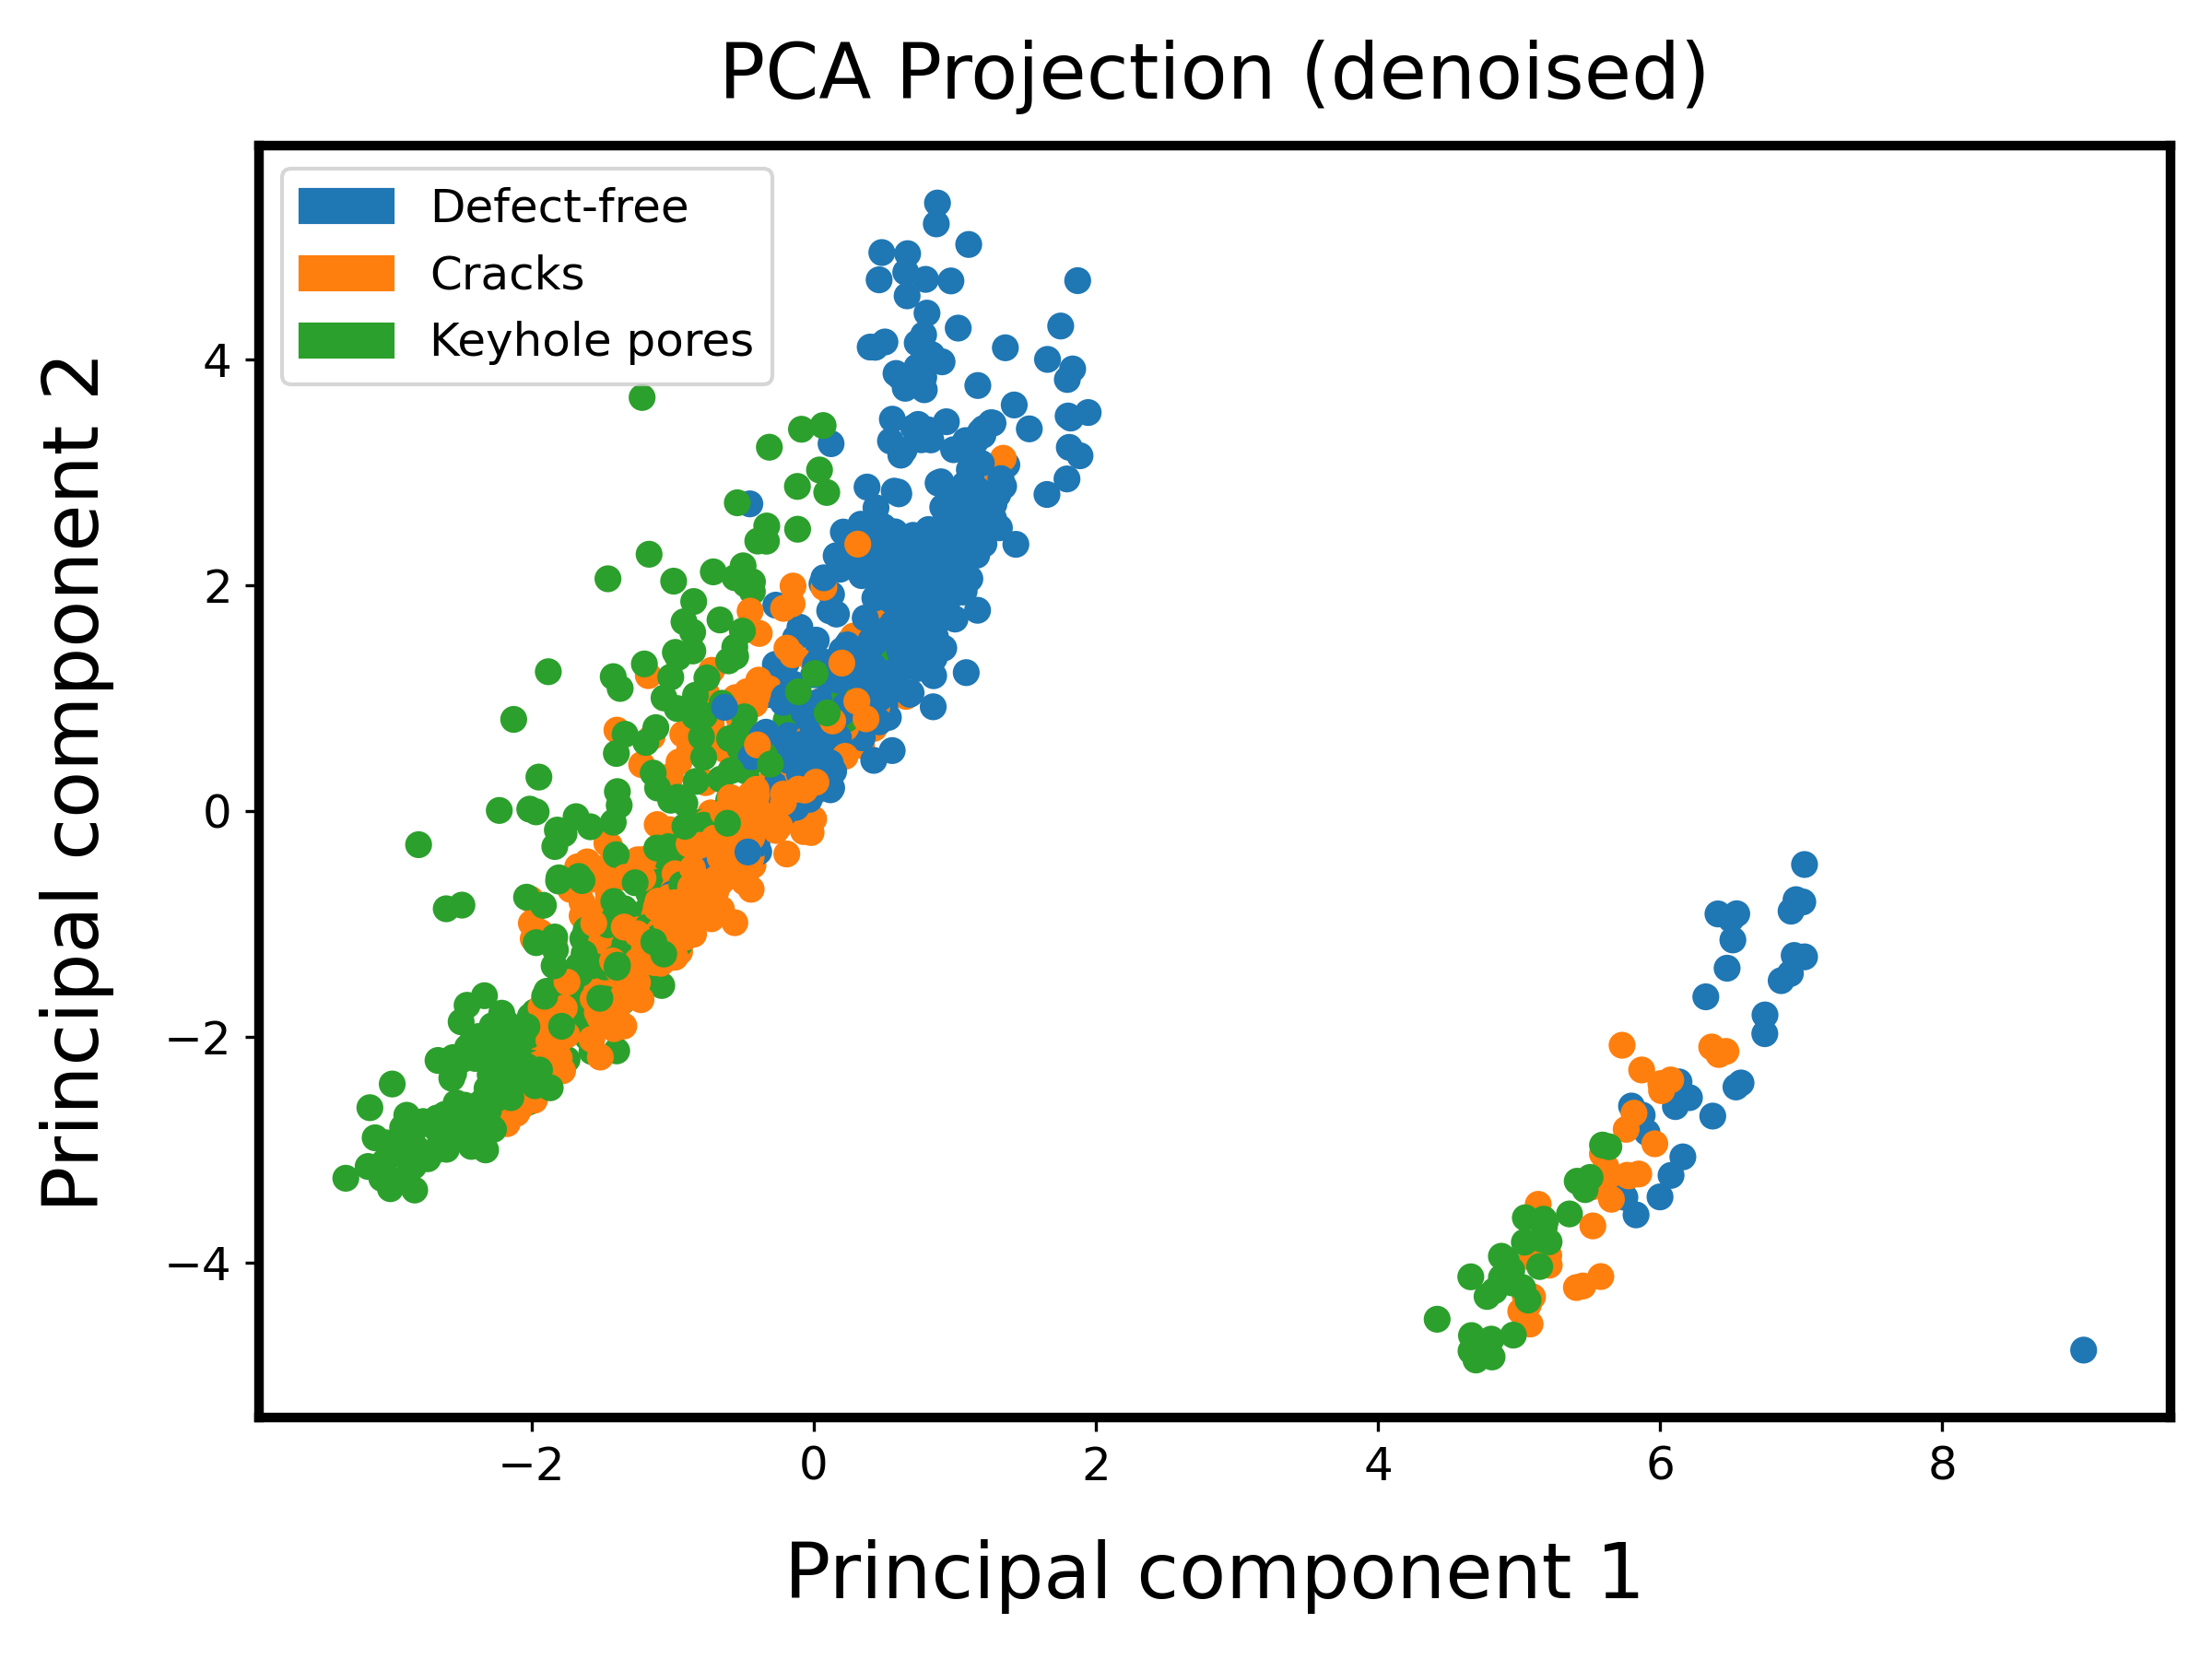 PCA Projection (denoised)
Defect-free
Cracks
Keyhole pores
Principal component 2
4
2
0
−2
−4
−2
0
2
4
6
8
Principal component 1